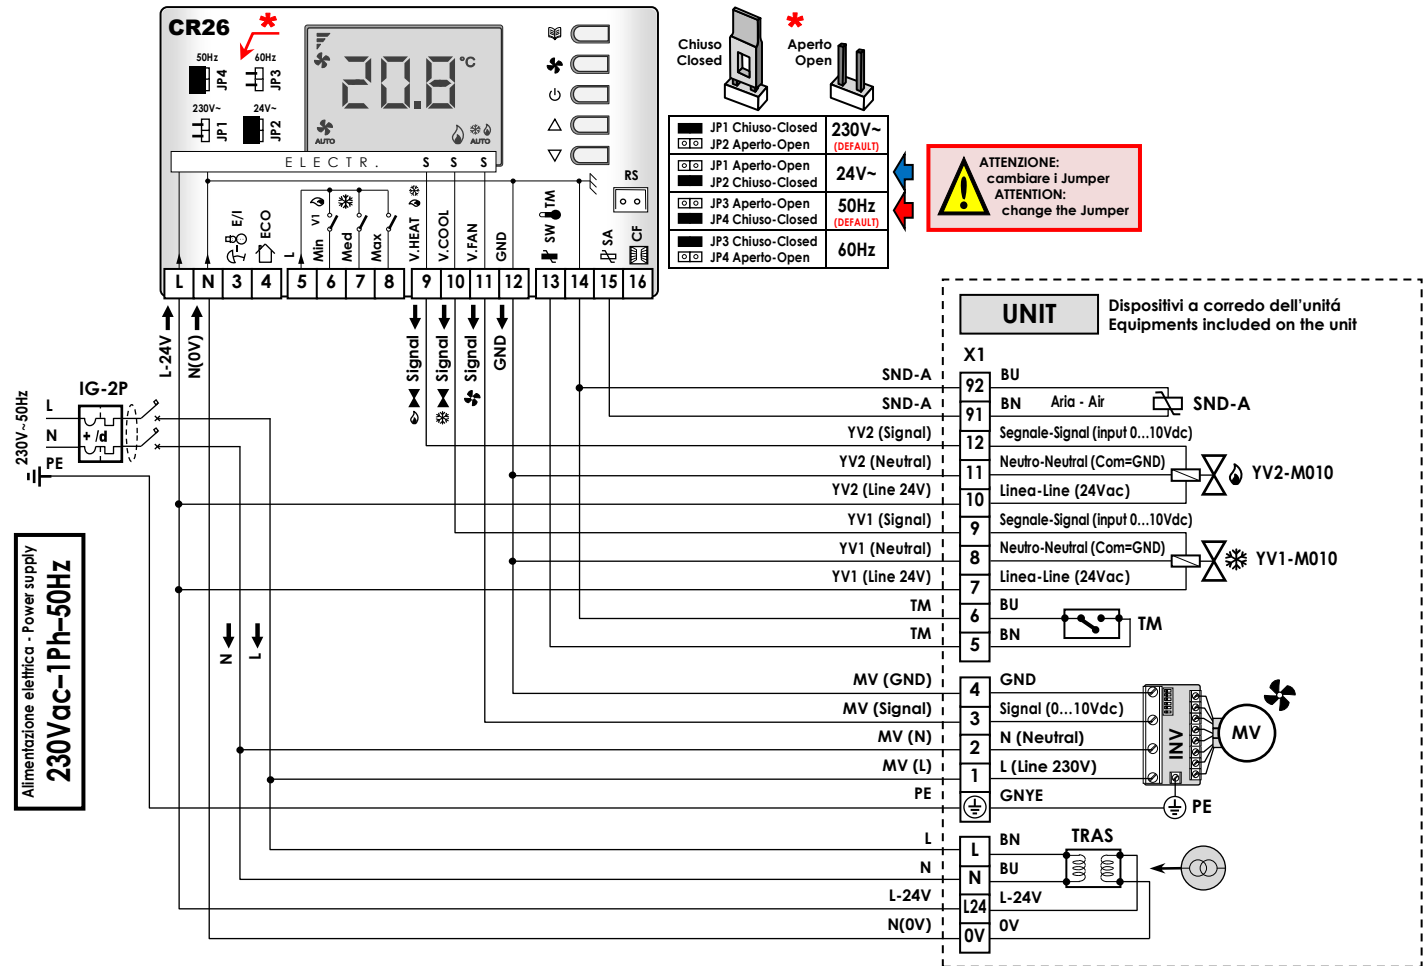 CR26
*
50Hz
JP4
60Hz
JP3
230V~
JP1
24V~
JP2
20.8 °C
AUTO
AUTO
ELECTR. S S S
E/I
ECO
L
Min V1
Med
Max
V.HEAT
V.COOL
V.FAN
GND
SW TM
SA
RS
CF
L N 3 4 5 6 7 8 9 10 11 12 13 14 15 16
Chiuso
Closed
*
Aperto
Open
JP1 Chiuso-Closed
JP2 Aperto-Open
230V~
(DEFAULT)
JP1 Aperto-Open
JP2 Chiuso-Closed
24V~
JP3 Aperto-Open
JP4 Chiuso-Closed
50Hz
(DEFAULT)
JP3 Chiuso-Closed
JP4 Aperto-Open
60Hz
!
ATTENZIONE:
cambiare i Jumper
ATTENTION:
change the Jumper
L-24V
N(0V)
Signal
Signal
Signal
GND
IG-2P
230V~50Hz
L
N
PE
+/d
N
L
Alimentazione elettrica - Power supply
230Vac-1Ph-50Hz
UNIT
Dispositivi a corredo dell'unitá
Equipments included on the unit
X1
SND-A 92 BU
SND-A 91 BN Aria - Air SND-A
YV2 (Signal) 12 Segnale-Signal (input 0...10Vdc)
YV2 (Neutral) 11 Neutro-Neutral (Com=GND) YV2-M010
YV2 (Line 24V) 10 Linea-Line (24Vac)
YV1 (Signal) 9 Segnale-Signal (input 0...10Vdc)
YV1 (Neutral) 8 Neutro-Neutral (Com=GND) YV1-M010
YV1 (Line 24V) 7 Linea-Line (24Vac)
TM 6 BU TM
TM 5 BN
MV (GND) 4 GND
MV (Signal) 3 Signal (0...10Vdc)
MV (N) 2 N (Neutral)
MV (L) 1 L (Line 230V)
INV
MV
PE GNYE PE
TRAS
L L BN
N N BU
L-24V L24 L-24V
N(0V) 0V 0V